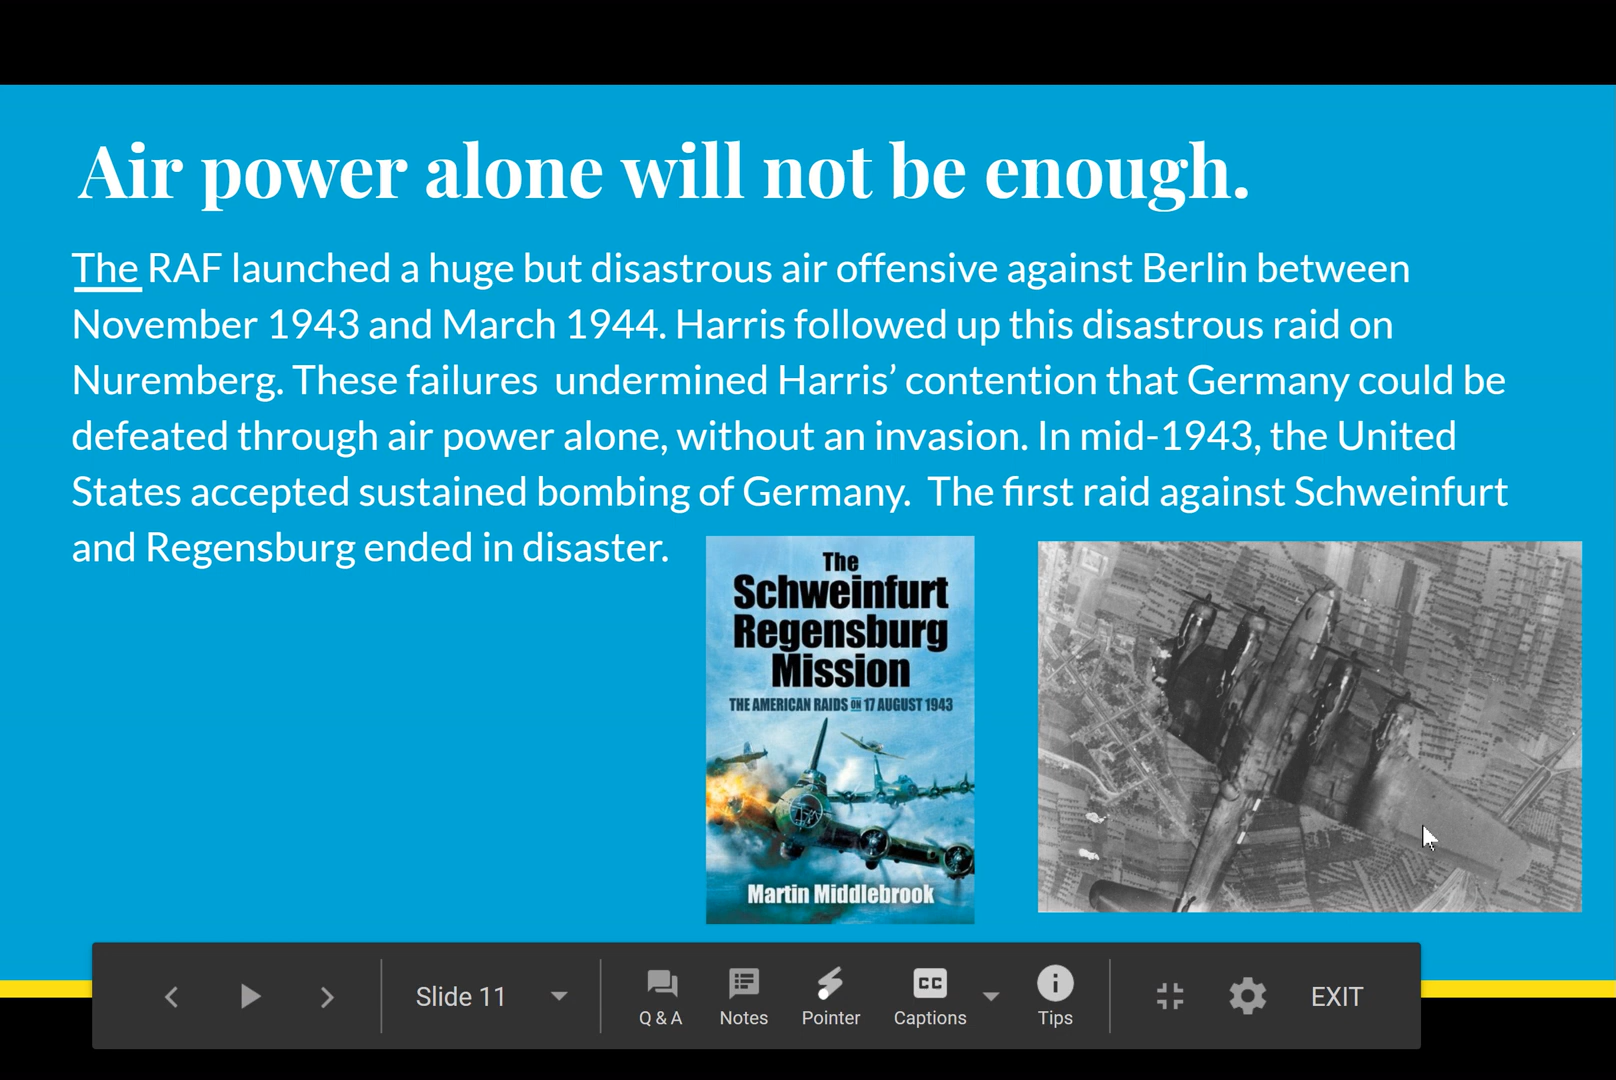 Air power alone will not be enough.
The RAF launched a huge but disastrous air offensive against Berlin between
November 1943 and March 1944. Harris followed up this disastrous raid on
Nuremberg. These failures  undermined Harris’ contention that Germany could be
defeated through air power alone, without an invasion. In mid-1943, the United
States accepted sustained bombing of Germany.  The first raid against Schweinfurt
and Regensburg ended in disaster.
The
Schweinfurt
Regensburg
Mission
THE AMERICAN RAIDS ON 17 AUGUST 1943
Martin Middlebrook
Slide 11
Q & A
Notes
Pointer
CC
Captions
Tips
EXIT